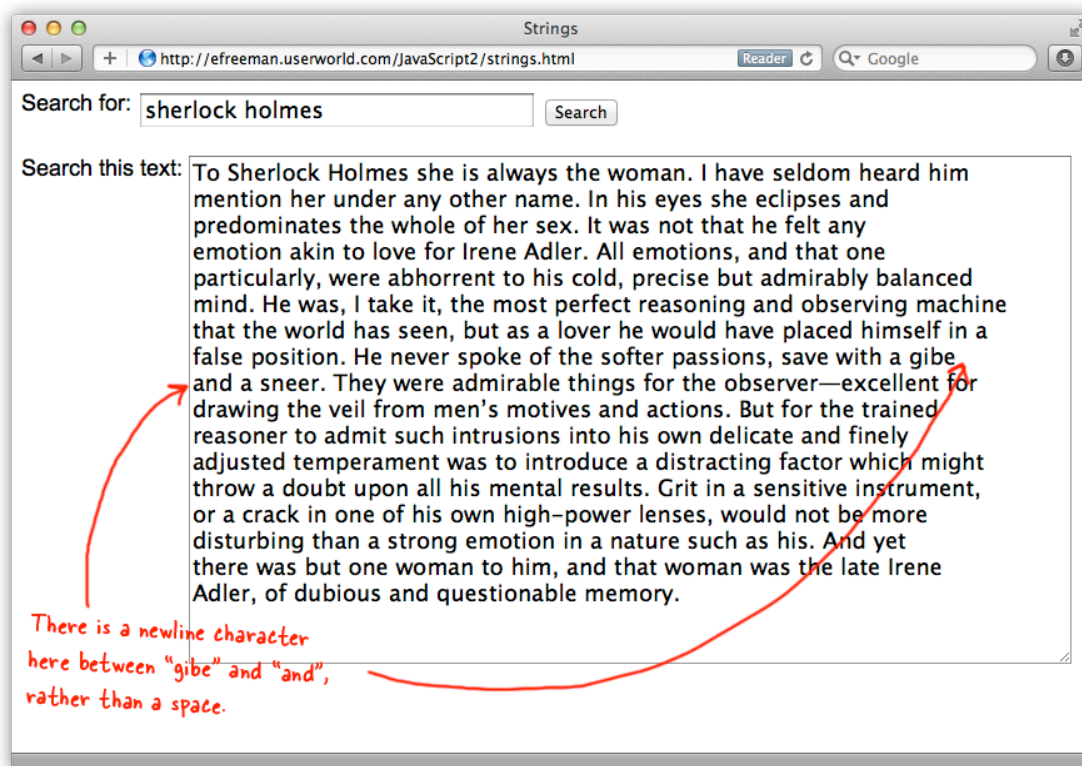 Strings
http://efreeman.userworld.com/JavaScript2/strings.html
Reader
Google
Search for:
sherlock holmes
Search
Search this text:
To Sherlock Holmes she is always the woman. I have seldom heard him
mention her under any other name. In his eyes she eclipses and
predominates the whole of her sex. It was not that he felt any
emotion akin to love for Irene Adler. All emotions, and that one
particularly, were abhorrent to his cold, precise but admirably balanced
mind. He was, I take it, the most perfect reasoning and observing machine
that the world has seen, but as a lover he would have placed himself in a
false position. He never spoke of the softer passions, save with a gibe
and a sneer. They were admirable things for the observer—excellent for
drawing the veil from men’s motives and actions. But for the trained
reasoner to admit such intrusions into his own delicate and finely
adjusted temperament was to introduce a distracting factor which might
throw a doubt upon all his mental results. Grit in a sensitive instrument,
or a crack in one of his own high-power lenses, would not be more
disturbing than a strong emotion in a nature such as his. And yet
there was but one woman to him, and that woman was the late Irene
Adler, of dubious and questionable memory.
There is a newline character
here between “gibe” and “and”,
rather than a space.